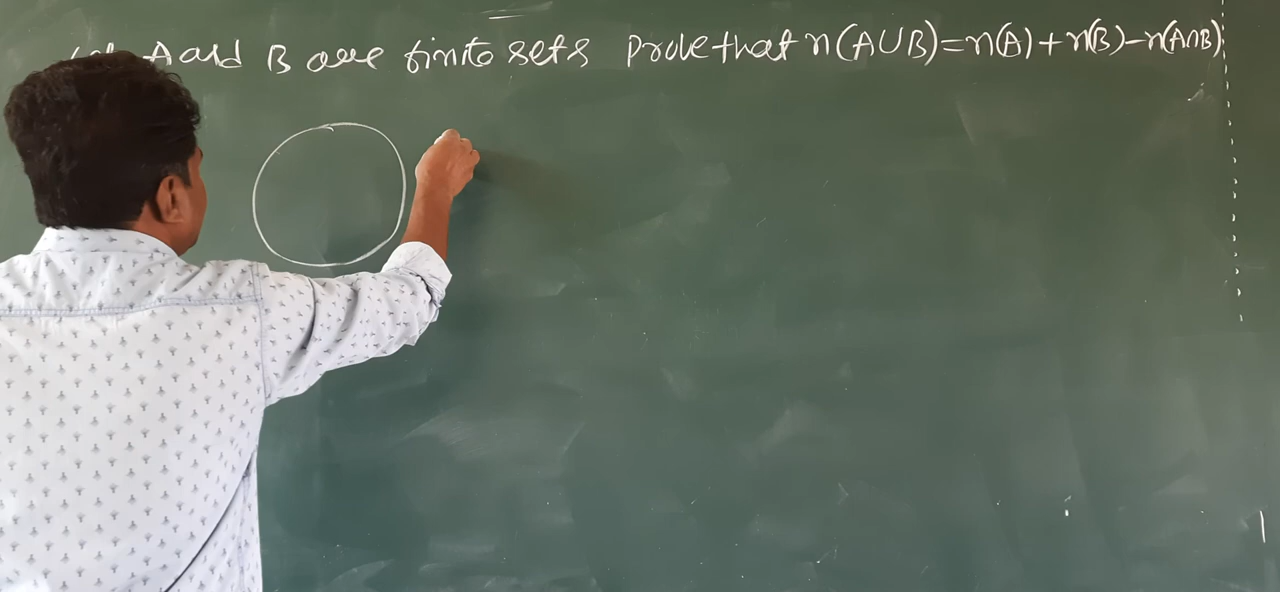 A and B are finite sets Prove that n(A∪B)=n(A)+n(B)-n(A∩B)